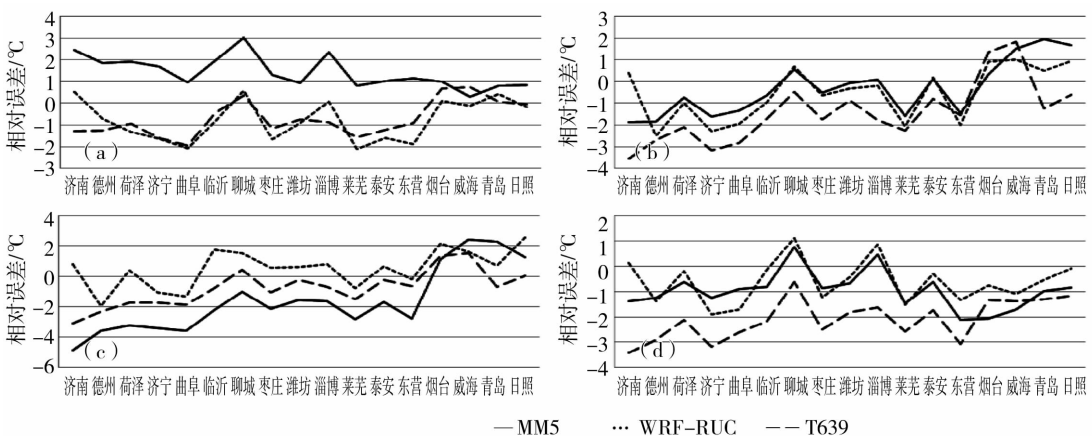 相对误差/℃
4
3
2
1
0
-1
-2
-3
(a)
济南 德州 荷泽 济宁 曲阜 临沂 聊城 枣庄 潍坊 淄博 莱芜 泰安 东营 烟台 威海 青岛 日照
相对误差/℃
3
2
1
0
-1
-2
-3
-4
(b)
济南 德州 荷泽 济宁 曲阜 临沂 聊城 枣庄 潍坊 淄博 莱芜 泰安 东营 烟台 威海 青岛 日照
相对误差/℃
4
2
0
-2
-4
-6
(c)
济南 德州 荷泽 济宁 曲阜 临沂 聊城 枣庄 潍坊 淄博 莱芜 泰安 东营 烟台 威海 青岛 日照
相对误差/℃
2
1
0
-1
-2
-3
-4
(d)
济南 德州 荷泽 济宁 曲阜 临沂 聊城 枣庄 潍坊 淄博 莱芜 泰安 东营 烟台 威海 青岛 日照
MM5 WRF-RUC T639